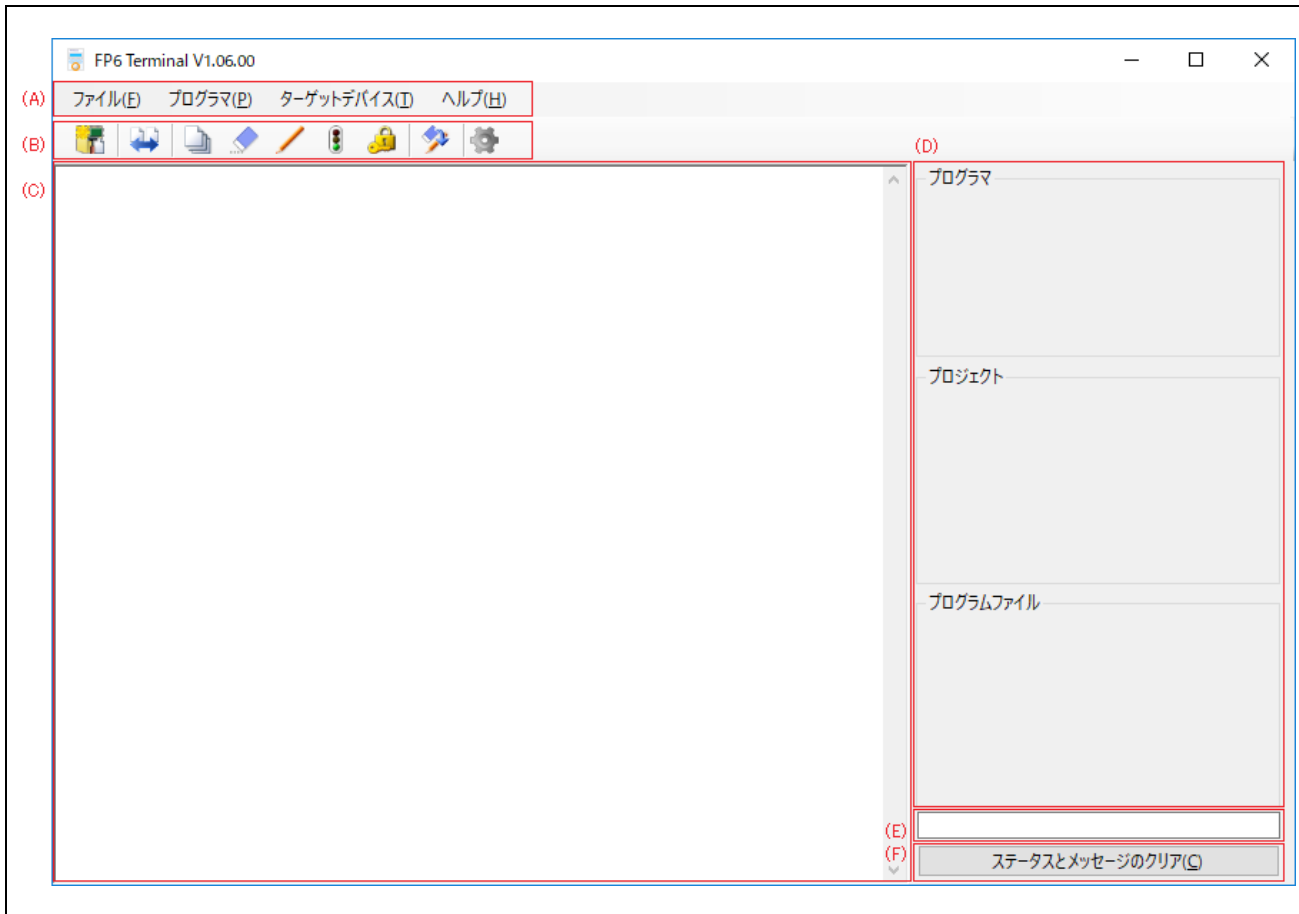 FP6 Terminal V1.06.00
(A)
ファイル(F) プログラマ(P) ターゲットデバイス(T) ヘルプ(H)
(B)
(C)
(D)
プログラマ
プロジェクト
プログラムファイル
(E)
(F)
ステータスとメッセージのクリア(C)